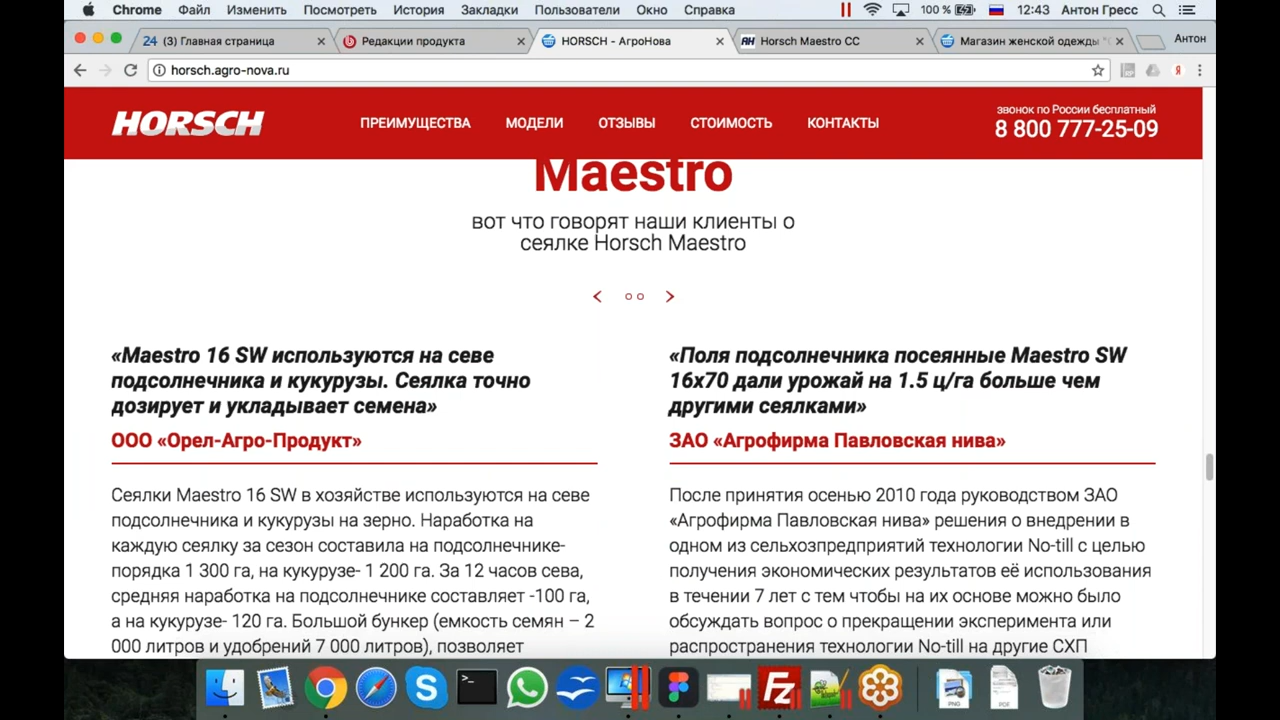 Chrome Файл Изменить Посмотреть История Закладки Пользователи Окно Справка 100 % 12:43 Антон Гресс
24 (3) Главная страница × Редакции продукта × HORSCH - АгроНова × ЯН Horsch Maestro СС × Магазин женской одежды × Антон
horsch.agro-nova.ru
HORSCH ПРЕИМУЩЕСТВА МОДЕЛИ ОТЗЫВЫ СТОИМОСТЬ КОНТАКТЫ
звонок по России бесплатный
8 800 777-25-09
Maestro
вот что говорят наши клиенты о
сеялке Horsch Maestro
«Maestro 16 SW используются на севе
подсолнечника и кукурузы. Сеялка точно
дозирует и укладывает семена»
ООО «Орел-Агро-Продукт»
Сеялки Maestro 16 SW в хозяйстве используются на севе
подсолнечника и кукурузы на зерно. Наработка на
каждую сеялку за сезон составила на подсолнечнике-
порядка 1 300 га, на кукурузе- 1 200 га. За 12 часов сева,
средняя наработка на подсолнечнике составляет -100 га,
а на кукурузе- 120 га. Большой бункер (емкость семян – 2
000 литров и удобрений 7 000 литров), позволяет
«Поля подсолнечника посеянные Maestro SW
16х70 дали урожай на 1.5 ц/га больше чем
другими сеялками»
ЗАО «Агрофирма Павловская нива»
После принятия осенью 2010 года руководством ЗАО
«Агрофирма Павловская нива» решения о внедрении в
одном из сельхозпредприятий технологии No-till с целью
получения экономических результатов её использования
в течении 7 лет с тем чтобы на их основе можно было
обсуждать вопрос о прекращении эксперимента или
распространения технологии No-till на другие СХП
PNG PDF